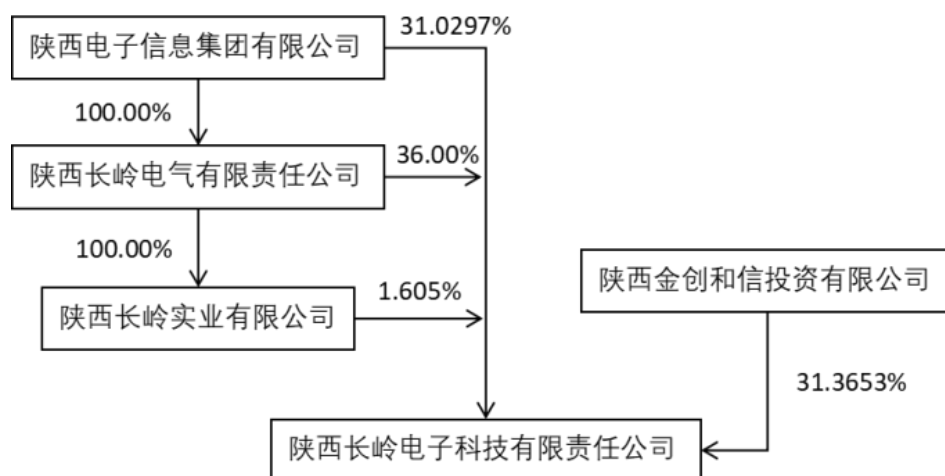 31.0297%
陕西电子信息集团有限公司
100.00%
36.00%
陕西长岭电气有限责任公司
100.00%
陕西金创和信投资有限公司
1.605%
陕西长岭实业有限公司
31.3653%
陕西长岭电子科技有限责任公司